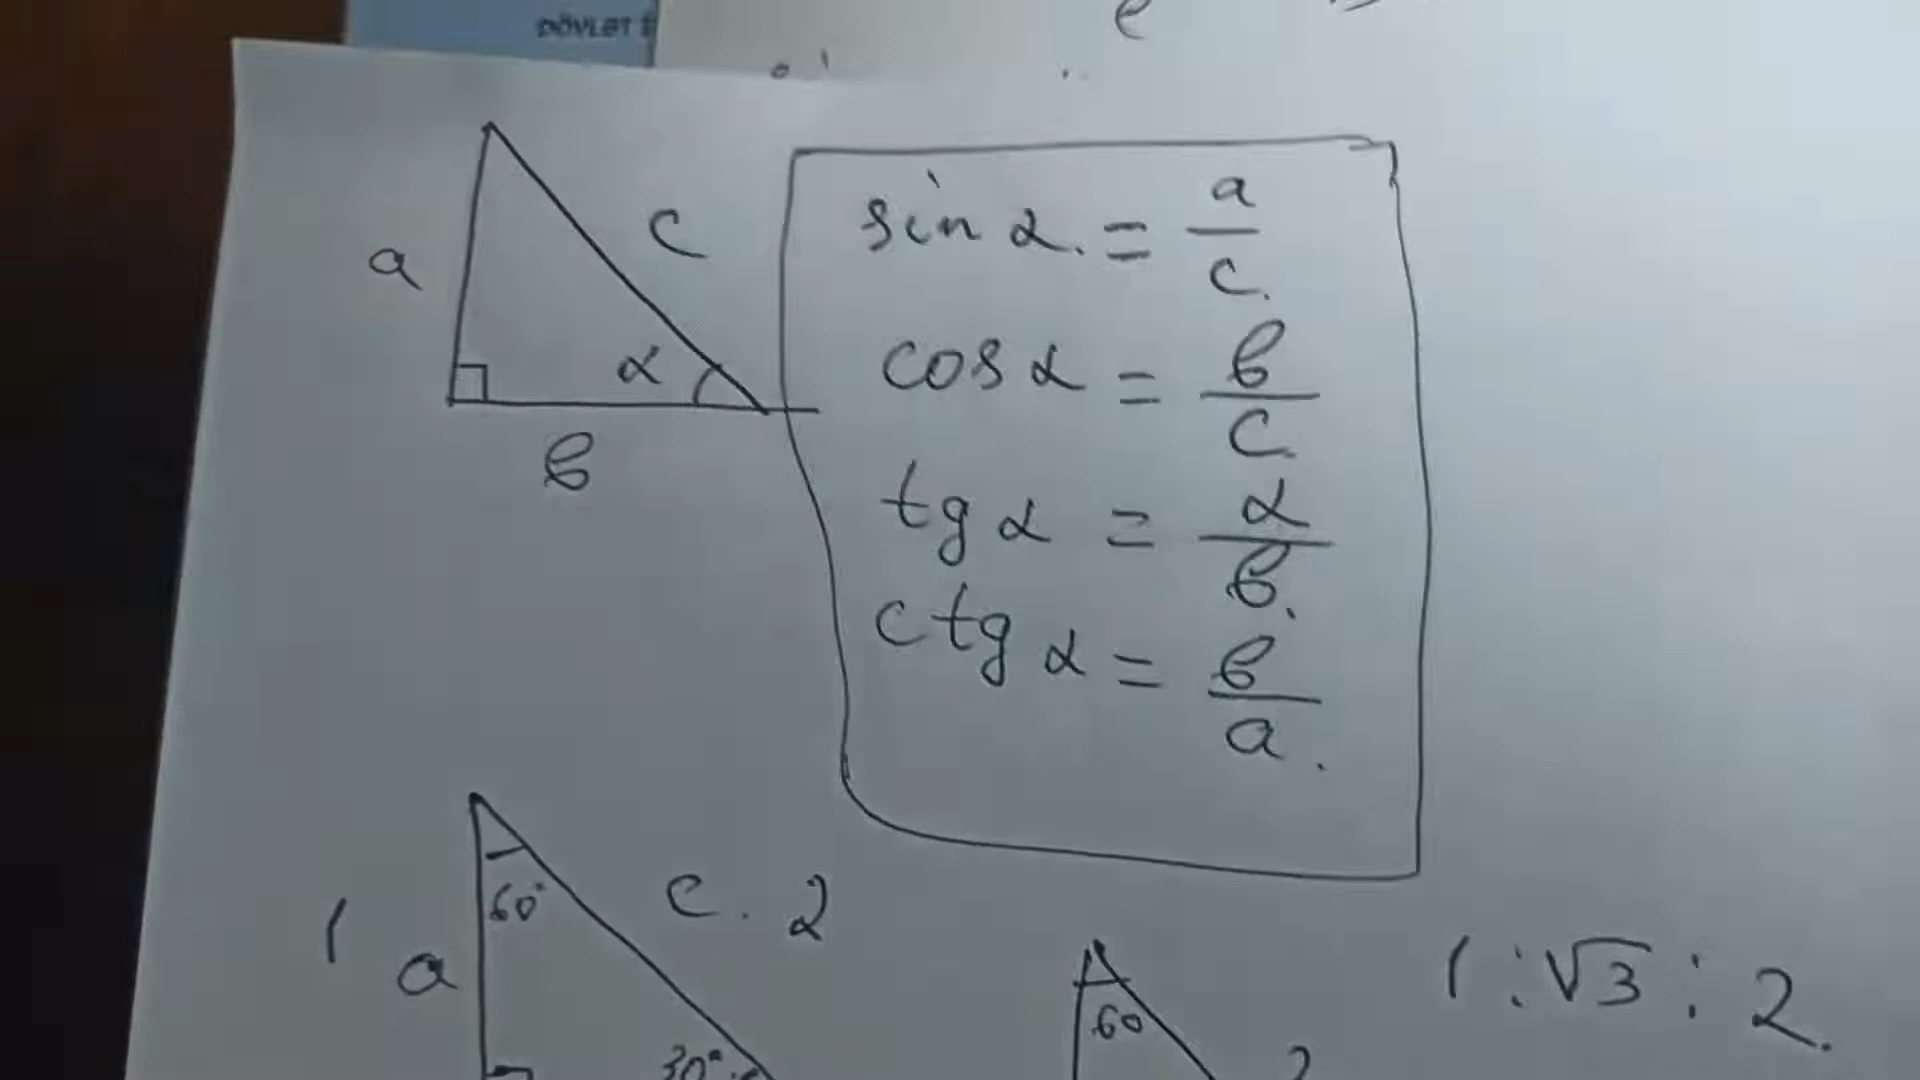 DÖVLƏT
e
a
c
α
b
sin α = a/c
cos α = b/c
tg α = α/b
ctg α = b/a
60°
c. 2
1
a
30°
60
1 : √3 : 2